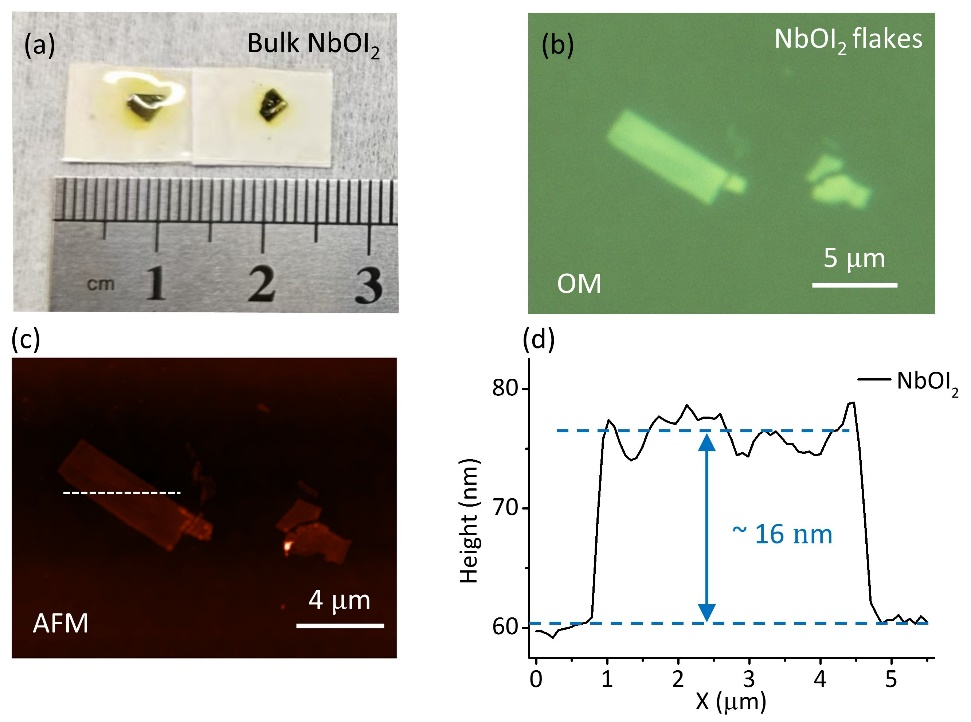 (a) Bulk NbOI₂
cm 1 2 3
(b) NbOI₂ flakes
5 μm
OM
(c)
4 μm
AFM
(d)
NbOI₂
80
70
60
Height (nm)
~ 16 nm
0 1 2 3 4 5
X (μm)